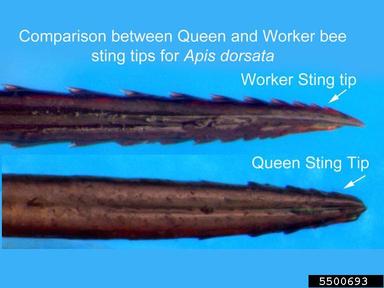 Comparison between Queen and Worker bee
sting tips for Apis dorsata
Worker Sting tip
Queen Sting Tip
5500693